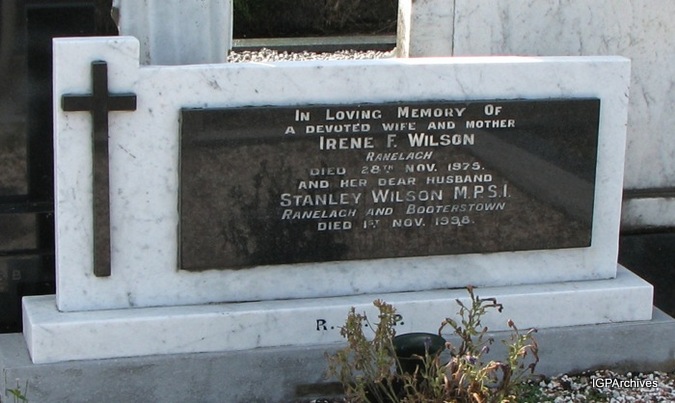 In Loving Memory Of
A DEVOTED WIFE AND MOTHER
IRENE F. WILSON
RANELAGH
DIED 28TH NOV. 1975.
AND HER DEAR HUSBAND
STANLEY WILSON M.P.S.I.
RANELAGH AND BOOTERSTOWN
DIED 1ST NOV. 1998.
R. P.
IGPArchives